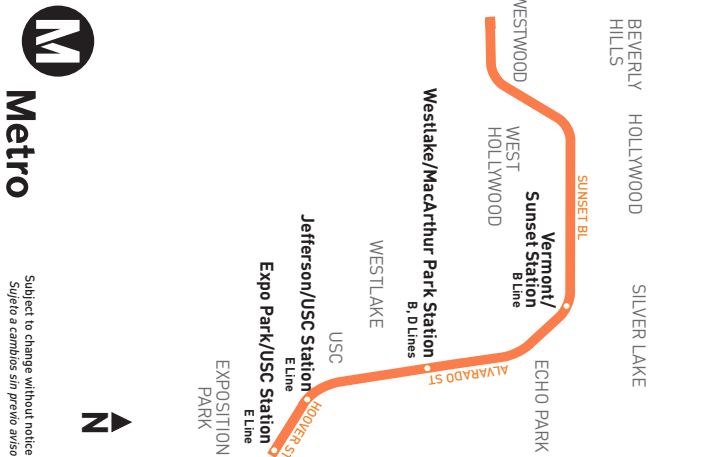 BEVERLY
HILLS
HOLLYWOOD
SILVER LAKE
SUNSET BL
WESTWOOD
WEST
HOLLYWOOD
Vermont/
Sunset Station
B Line
ECHO PARK
ALVARADO ST
Westlake/MacArthur Park Station
B, D Lines
WESTLAKE
USC
Jefferson/USC Station
E Line
HOOVER ST
Expo Park/USC Station
E Line
EXPOSITION
PARK
N
M
Metro
Subject to change without notice
Sujeto a cambios sin previo aviso